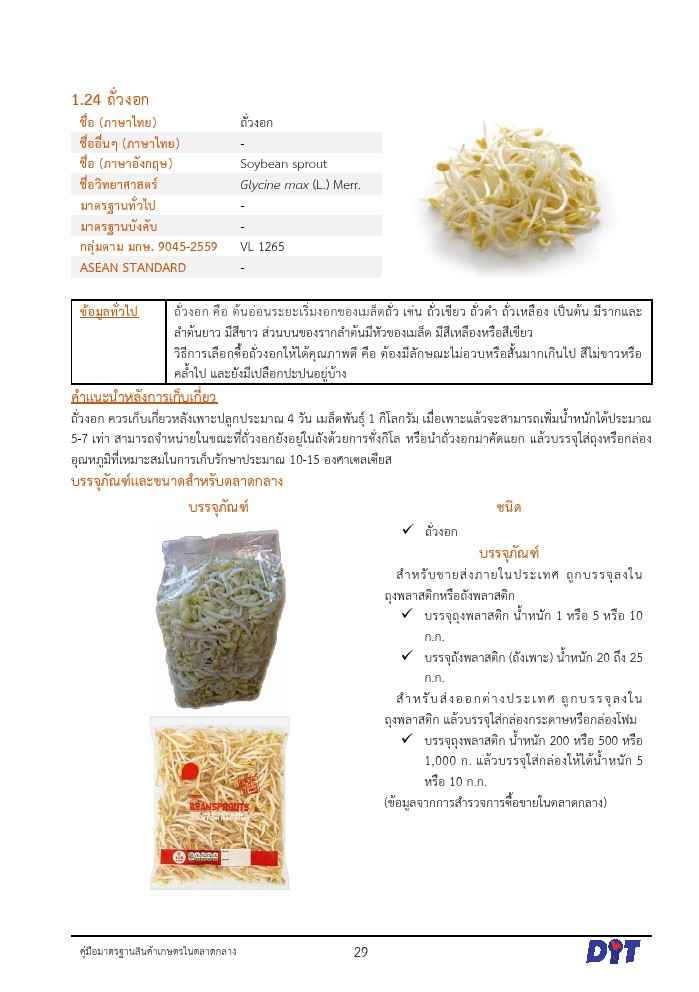 1.24 ถั่วงอก
ชื่อ (ภาษาไทย) ถั่วงอก
ชื่ออื่นๆ (ภาษาไทย) -
ชื่อ (ภาษาอังกฤษ) Soybean sprout
ชื่อวิทยาศาสตร์ Glycine max (L.) Merr.
มาตรฐานทั่วไป -
มาตรฐานบังคับ -
กลุ่มตาม มกษ. 9045-2559 VL 1265
ASEAN STANDARD -
ข้อมูลทั่วไป ถั่วงอก คือ ต้นอ่อนระยะเริ่มงอกของเมล็ดถั่ว เช่น ถั่วเขียว ถั่วดำ ถั่วเหลือง เป็นต้น มีรากและ
ลำต้นยาว มีสีขาว ส่วนบนของรากลำต้นมีหัวของเมล็ด มีสีเหลืองหรือสีเขียว
วิธีการเลือกซื้อถั่วงอกให้ได้คุณภาพดี คือ ต้องมีลักษณะไม่อวบหรือสั้นมากเกินไป สีไม่ขาวหรือ
คล้ำไป และยังมีเปลือกปะปนอยู่บ้าง
คำแนะนำหลังการเก็บเกี่ยว
ถั่วงอก ควรเก็บเกี่ยวหลังเพาะปลูกประมาณ 4 วัน เมล็ดพันธุ์ 1 กิโลกรัม เมื่อเพาะแล้วจะสามารถเพิ่มน้ำหนักได้ประมาณ
5-7 เท่า สามารถจำหน่ายในขณะที่ถั่วงอกยังอยู่ในถังด้วยการชั่งกิโล หรือนำถั่วงอกมาคัดแยก แล้วบรรจุใส่ถุงหรือกล่อง
อุณหภูมิที่เหมาะสมในการเก็บรักษาประมาณ 10-15 องศาเซลเซียส
บรรจุภัณฑ์และขนาดสำหรับตลาดกลาง
บรรจุภัณฑ์
ชนิด
✓ ถั่วงอก
บรรจุภัณฑ์
สำหรับขายส่งภายในประเทศ ถูกบรรจุลงใน
ถุงพลาสติกหรือถังพลาสติก
✓ บรรจุถุงพลาสติก น้ำหนัก 1 หรือ 5 หรือ 10
ก.ก.
✓ บรรจุถังพลาสติก (ถังเพาะ) น้ำหนัก 20 ถึง 25
ก.ก.
สำหรับส่งออกต่างประเทศ ถูกบรรจุลงใน
ถุงพลาสติก แล้วบรรจุใส่กล่องกระดาษหรือกล่องโฟม
✓ บรรจุถุงพลาสติก น้ำหนัก 200 หรือ 500 หรือ
1,000 ก. แล้วบรรจุใส่กล่องให้ได้น้ำหนัก 5
หรือ 10 ก.ก.
(ข้อมูลจากการสำรวจการซื้อขายในตลาดกลาง)
BEANSPROUTS
คู่มือมาตรฐานสินค้าเกษตรในตลาดกลาง
29
DIT